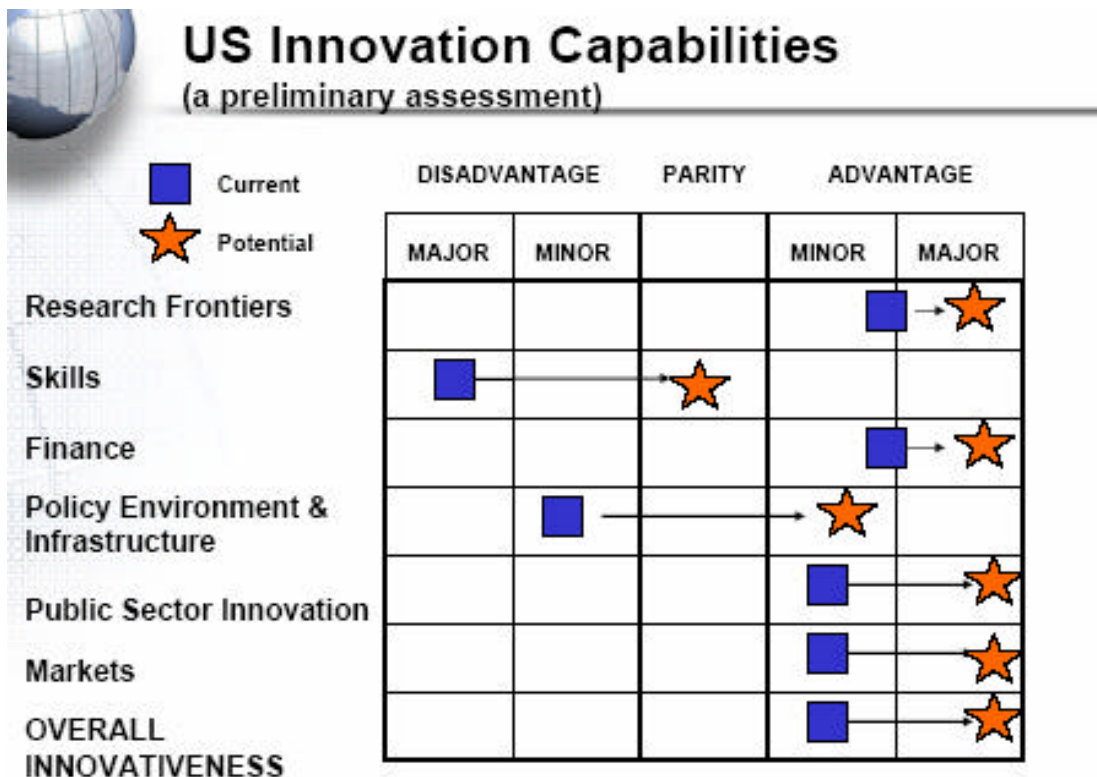 US Innovation Capabilities
(a preliminary assessment)
Current
Potential
DISADVANTAGE PARITY ADVANTAGE
MAJOR MINOR MINOR MAJOR
Research Frontiers
Skills
Finance
Policy Environment &
Infrastructure
Public Sector Innovation
Markets
OVERALL
INNOVATIVENESS